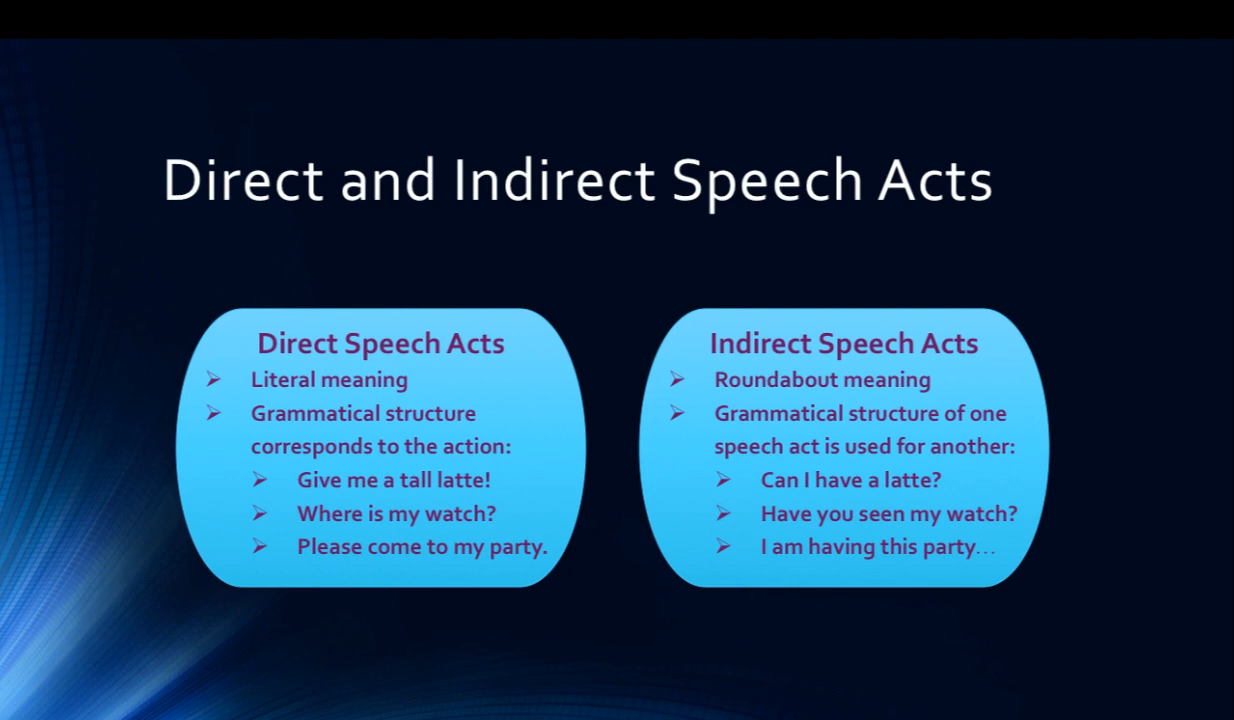 Direct and Indirect Speech Acts
Direct Speech Acts
Literal meaning
Grammatical structure
corresponds to the action:
Give me a tall latte!
Where is my watch?
Please come to my party.
Indirect Speech Acts
Roundabout meaning
Grammatical structure of one
speech act is used for another:
Can I have a latte?
Have you seen my watch?
I am having this party...